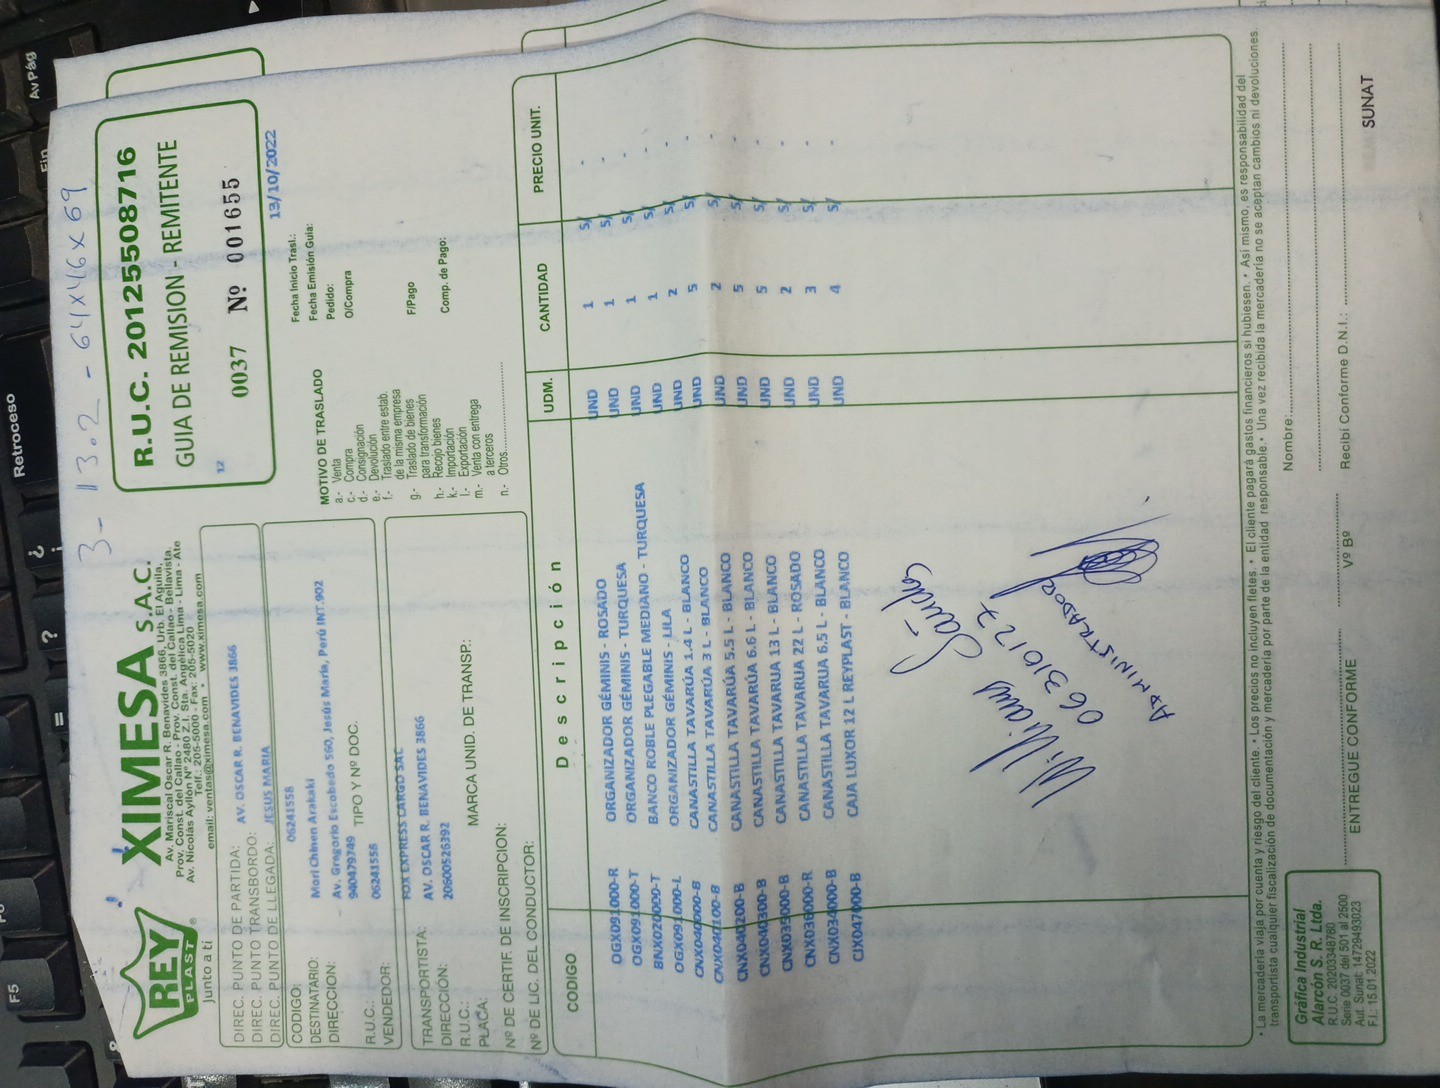 3- 13.2 - 64x46x69
REY
PLAST
®
Junto a tí
XIMESA S.A.C.
Av. Mariscal Oscar R. Benavides 3866, Urb. El Aguila,
Prov. Const. del Callao - Prov. Const. del Callao - Bellavista.
Av. Nicolás Ayllón Nº 2480 Z.I. Sta. Angélica Lima - Lima - Ate
Telf.: 205-5000 - Fax: 205-5020
email: ventas@ximesa.com • www.ximesa.com
R.U.C. 20125508716
GUIA DE REMISION - REMITENTE
0037 Nº 001655
12
13/10/2022
DIREC. PUNTO DE PARTIDA: AV. OSCAR R. BENAVIDES 3866
DIREC. PUNTO TRANSBORDO:
DIREC. PUNTO DE LLEGADA: JESUS MARIA
CODIGO: 06241558
DESTINATARIO: Mori Chinen Arakaki
DIRECCION: Av. Gregorio Escobedo 560, Jesús María, Perú INT.902
940479749 TIPO Y Nº DOC.
R.U.C.: 06241558
VENDEDOR:
FOX EXPRESS CARGO SAC
TRANSPORTISTA:
DIRECCIÓN: AV. OSCAR R. BENAVIDES 3866
R.U.C.: 20600526392
PLACA: MARCA UNID. DE TRANSP.:
Nº DE CERTIF. DE INSCRIPCION:
Nº DE LIC. DEL CONDUCTOR:
MOTIVO DE TRASLADO
a.- Venta
c.- Compra
d.- Consignación
e.- Devolución
f.- Traslado entre estab.
de la misma empresa
g.- Traslado de bienes
para transformación
h.- Recojo bienes
k.- Importación
l.- Exportación
m.- Venta con entrega
a terceros
n.- Otros
Fecha Inicio Trasl.:
Fecha Emisión Guia:
Pedido:
O/Compra
F/Pago
Comp. de Pago:
CODIGO Descripción UDM. CANTIDAD PRECIO UNIT.
OGX091000-R ORGANIZADOR GÉMINIS - ROSADO UND 1 S/ -
OGX091000-T ORGANIZADOR GÉMINIS - TURQUESA UND 1 S/ -
BNX020000-T BANCO ROBLE PLEGABLE MEDIANO - TURQUESA UND 1 S/ -
OGX091000-L ORGANIZADOR GÉMINIS - LILA UND 1 S/ -
CNX040000-B CANASTILLA TAVARÚA 1.4 L - BLANCO UND 2 S/ -
CNX040100-B CANASTILLA TAVARÚA 3 L - BLANCO UND 5 S/ -
CNX040200-B CANASTILLA TAVARÚA 5.5 L - BLANCO UND 2 S/ -
CNX040300-B CANASTILLA TAVARÚA 6.6 L - BLANCO UND 5 S/ -
CNX035000-B CANASTILLA TAVARUA 13 L - BLANCO UND 5 S/ -
CNX036000-R CANASTILLA TAVARUA 22 L - ROSADO UND 2 S/ -
CNX034000-B CANASTILLA TAVARUA 6.5 L - BLANCO UND 3 S/ -
CJX047000-B CAJA LUXOR 12 L REYPLAST - BLANCO UND 4 S/ -
Williams
06310127
ADMINISTRADOR
• La mercadería viaja por cuenta y riesgo del cliente. • Los precios no incluyen fletes. • El cliente pagará gastos financieros si hubiesen. • Así mismo, es responsabilidad del
transportista cualquier fiscalización de documentación y mercadería por parte de la entidad responsable. • Una vez recibida la mercadería no se aceptan cambios ni devoluciones.
Gráfica Industrial
Alarcón S. R. Ltda.
R.U.C. 20203348780
Serie 0037 del 501 al 2500
Aut. Sunat: 14729493023
F.I.: 15.01.2022
ENTREGUE CONFORME
Vº Bº
Nombre:
Recibí Conforme D.N.I.:
SUNAT
F5
Retroceso
Fin
AvPág